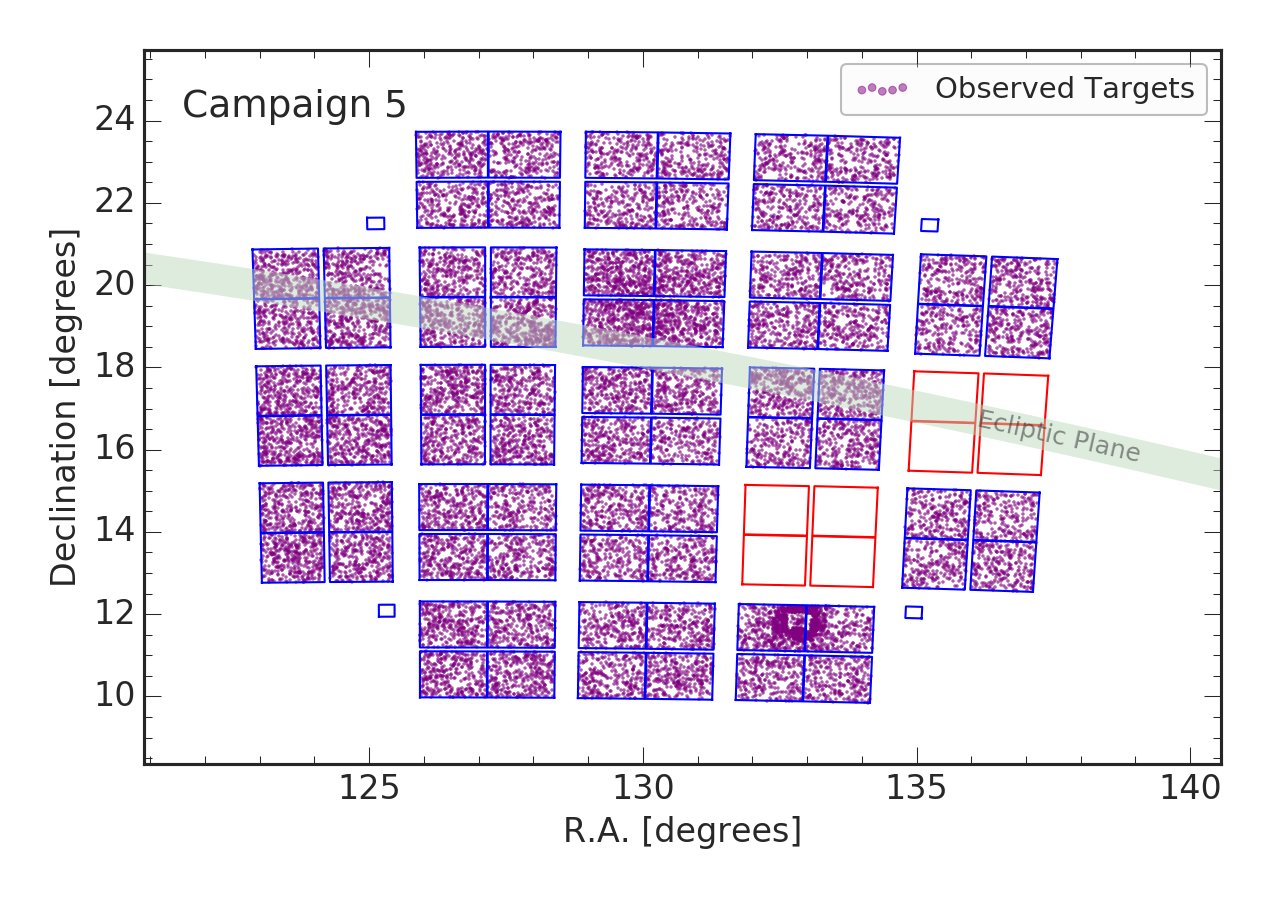 Campaign 5
Observed Targets
24
22
20
18
16
14
12
10
Declination [degrees]
Ecliptic Plane
125 130 135 140
R.A. [degrees]